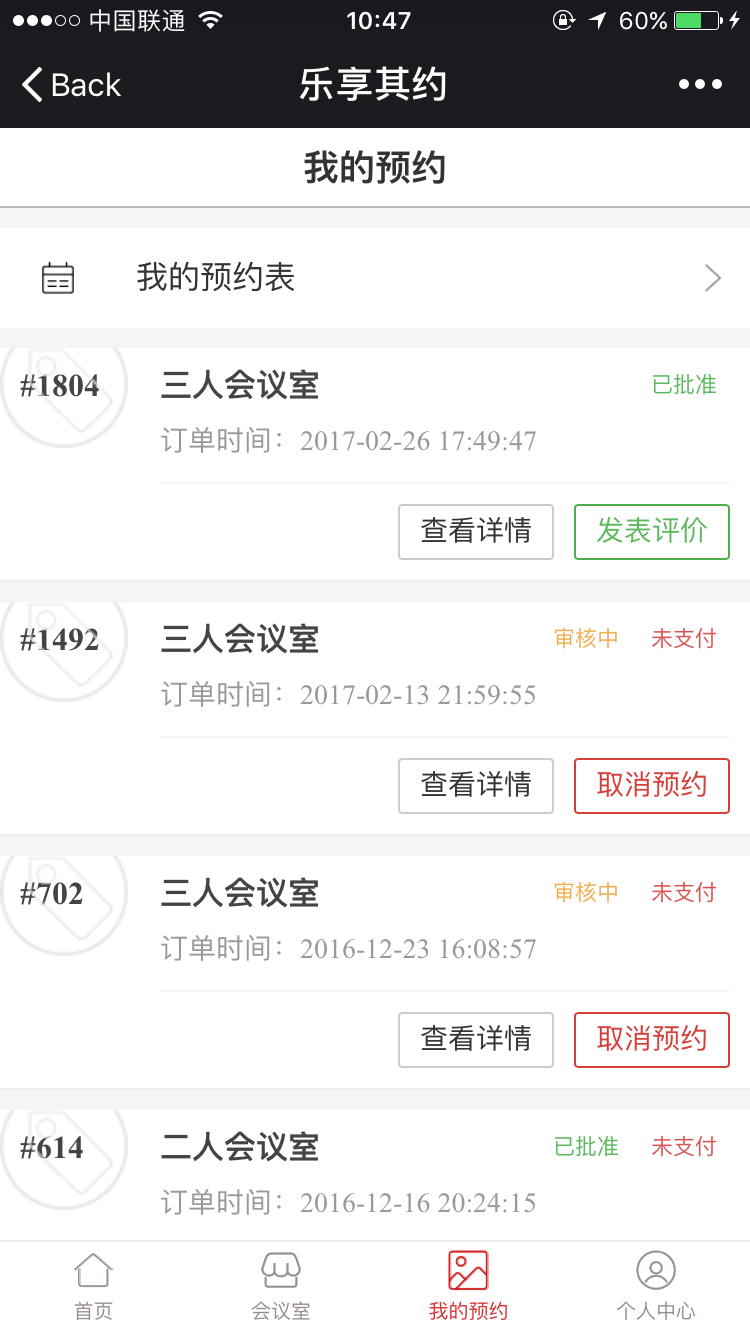 中国联通 10:47 60%
Back 乐享其约
我的预约
我的预约表
#1804 三人会议室 已批准
订单时间：2017-02-26 17:49:47
查看详情 发表评价
#1492 三人会议室 审核中 未支付
订单时间：2017-02-13 21:59:55
查看详情 取消预约
#702 三人会议室 审核中 未支付
订单时间：2016-12-23 16:08:57
查看详情 取消预约
#614 二人会议室 已批准 未支付
订单时间：2016-12-16 20:24:15
首页 会议室 我的预约 个人中心